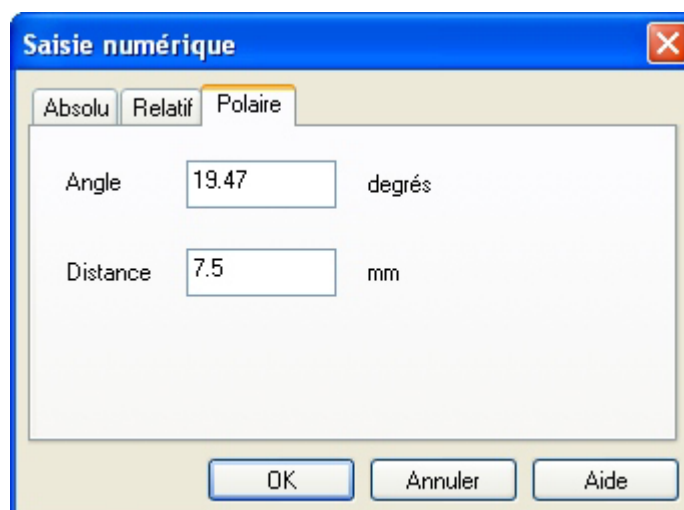 Saisie numérique
Absolu Relatif Polaire
Angle 19.47 degrés
Distance 7.5 mm
OK Annuler Aide